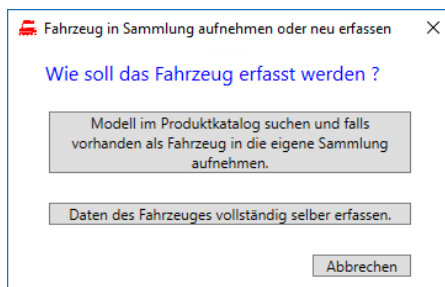 Fahrzeug in Sammlung aufnehmen oder neu erfassen
Wie soll das Fahrzeug erfasst werden ?
Modell im Produktkatalog suchen und falls
vorhanden als Fahrzeug in die eigene Sammlung
aufnehmen.
Daten des Fahrzeuges vollständig selber erfassen.
Abbrechen